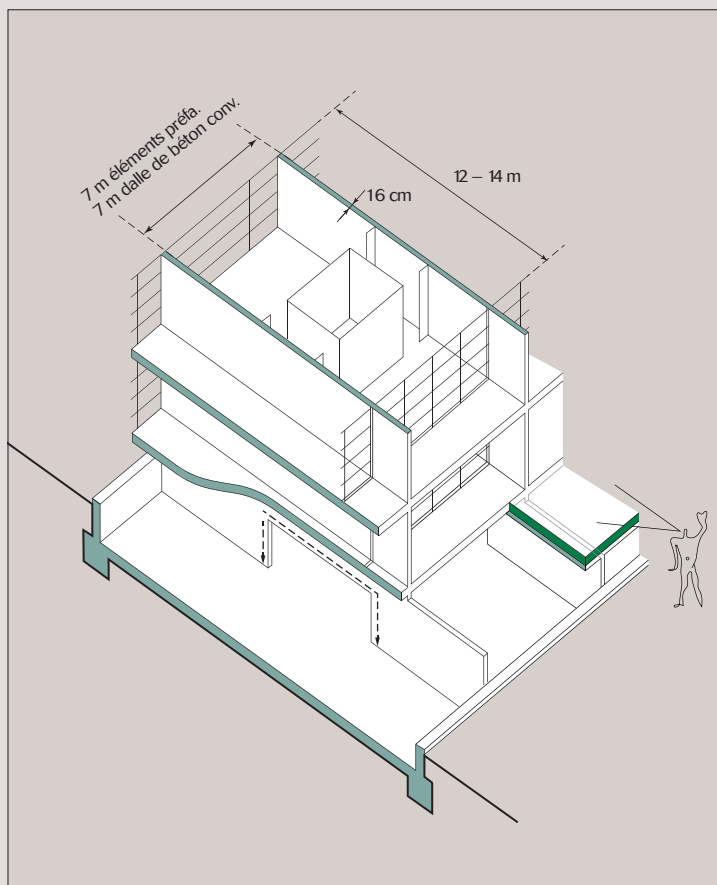 7 m éléments préfa.
7 m dalle de béton conv.
16 cm
12 – 14 m